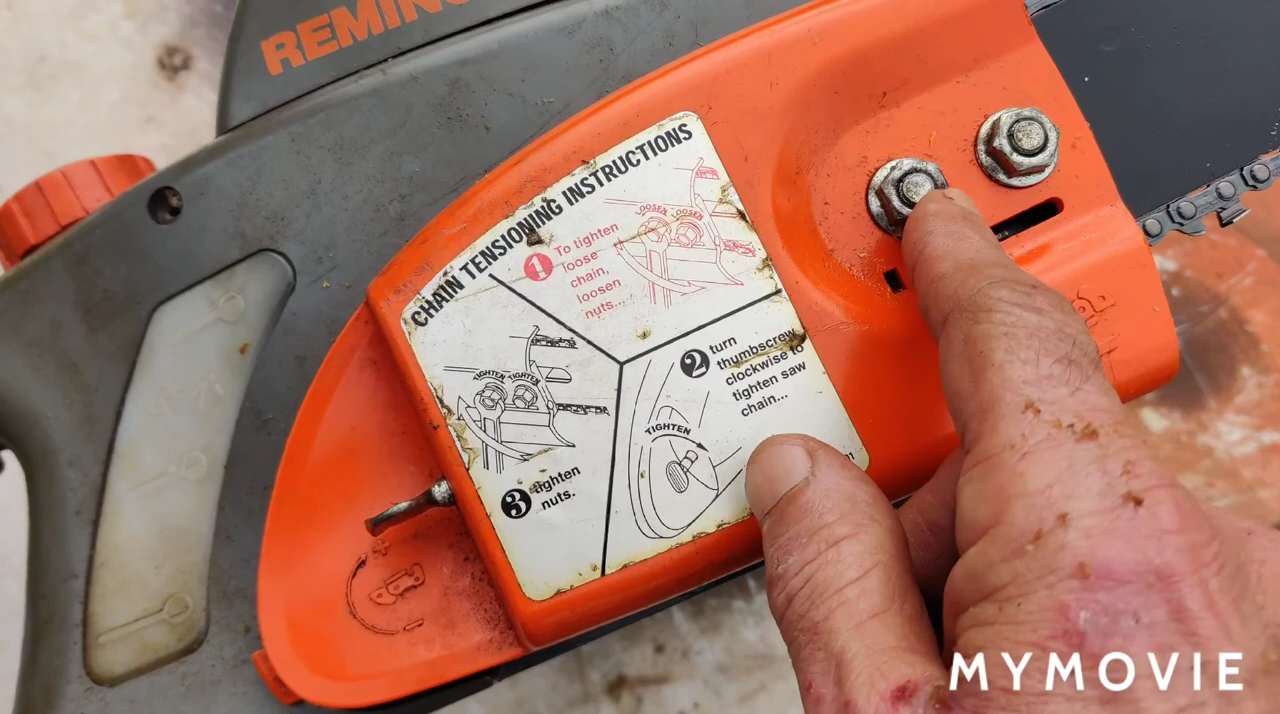 REMING
CHAIN TENSIONING INSTRUCTIONS
1 To tighten
loose
chain,
loosen
nuts...
LOOSEN LOOSEN
2 turn
thumbscrew
clockwise to
tighten saw
chain...
TIGHTEN
TIGHTEN TIGHTEN
3 tighten
nuts.
MYMOVIE